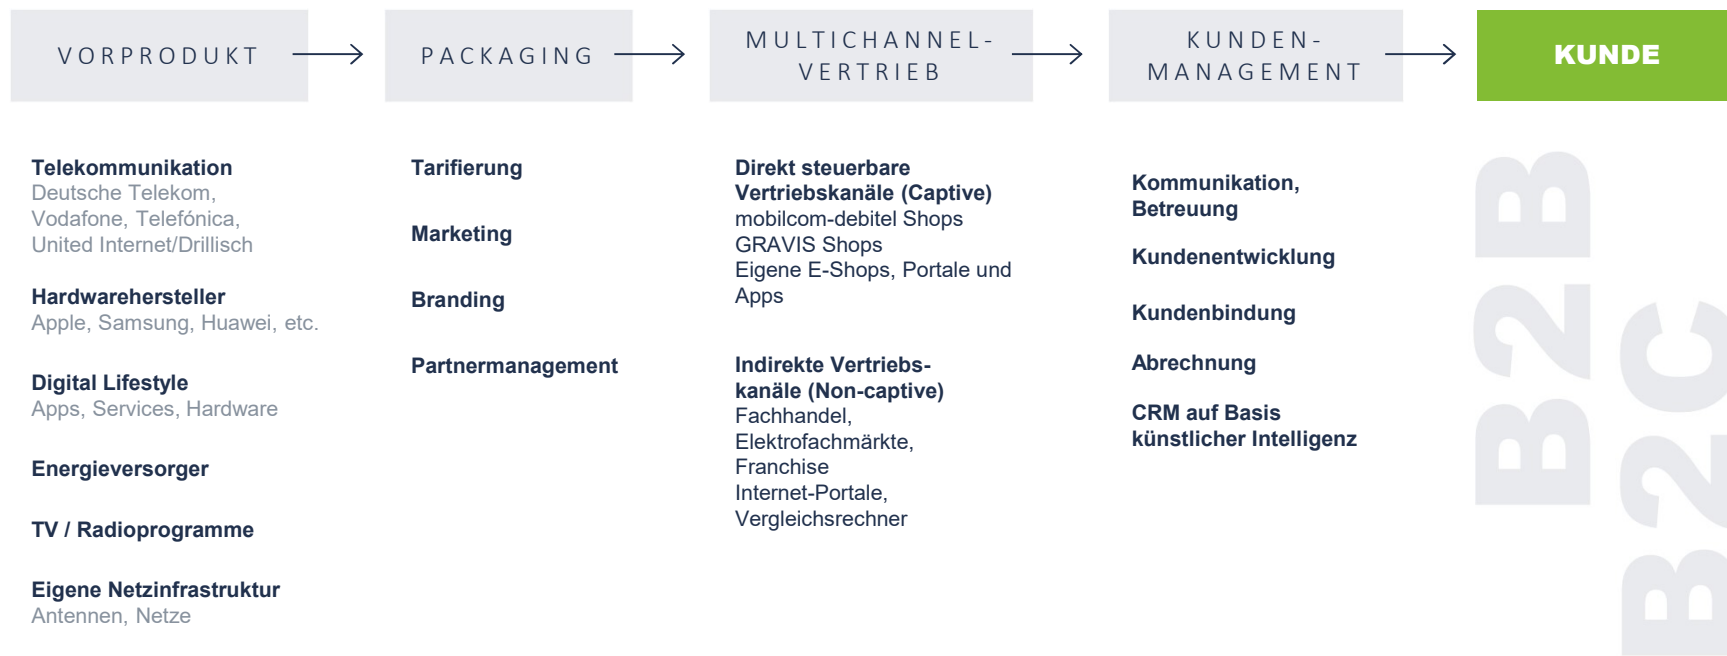 VORPRODUKT
PACKAGING
MULTICHANNEL-
VERTRIEB
KUNDEN-
MANAGEMENT
KUNDE
Telekommunikation
Deutsche Telekom,
Vodafone, Telefónica,
United Internet/Drillisch
Hardwarehersteller
Apple, Samsung, Huawei, etc.
Digital Lifestyle
Apps, Services, Hardware
Energieversorger
TV / Radioprogramme
Eigene Netzinfrastruktur
Antennen, Netze
Tarifierung
Marketing
Branding
Partnermanagement
Direkt steuerbare
Vertriebskanäle (Captive)
mobilcom-debitel Shops
GRAVIS Shops
Eigene E-Shops, Portale und
Apps
Indirekte Vertriebs-
kanäle (Non-captive)
Fachhandel,
Elektrofachmärkte,
Franchise
Internet-Portale,
Vergleichsrechner
Kommunikation,
Betreuung
Kundenentwicklung
Kundenbindung
Abrechnung
CRM auf Basis
künstlicher Intelligenz
B2B
B2C